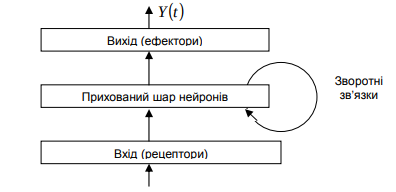 Y(t)
Вихід (ефектори)
Прихований шар нейронів
Зворотні
зв'язки
Вхід (рецептори)